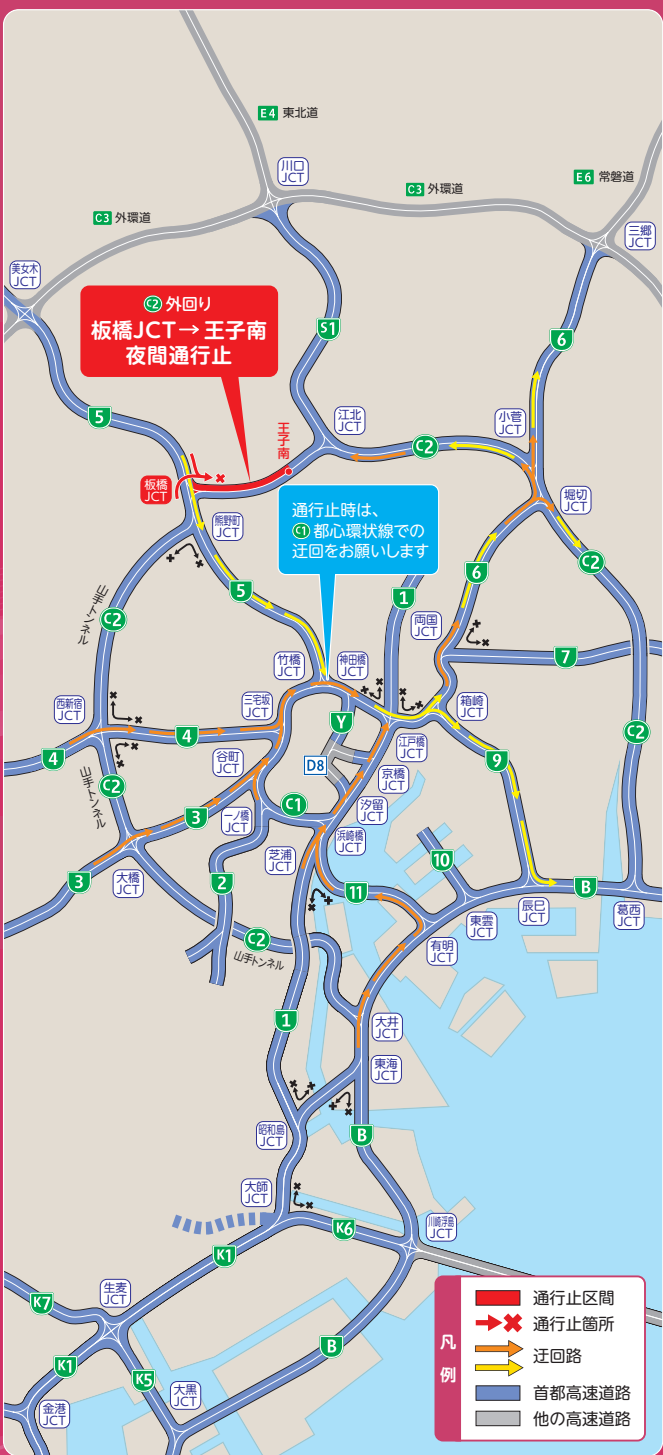 E4 東北道
川口
JCT
C3 外環道
E6 常磐道
C3 外環道
三郷
JCT
美女木
JCT
C2 外回り
板橋JCT→王子南
夜間通行止
S1
6
5
江北
JCT
小菅
JCT
C2
王子南
板橋
JCT
堀切
JCT
熊野町
JCT
通行止時は、
C1 都心環状線での
迂回をお願いします
C2
5
1
6
両国
JCT
山手トンネル
C2
7
竹橋
JCT
神田橋
JCT
三宅坂
JCT
箱崎
JCT
西新宿
JCT
Y
4
江戸橋
JCT
C2
4
谷町
JCT
D8
京橋
JCT
9
C2
山手トンネル
汐留
JCT
一ノ橋
JCT
C1
3
浜崎橋
JCT
芝浦
JCT
10
3
大橋
JCT
2
11
B
東雲
JCT
辰巳
JCT
葛西
JCT
C2
山手トンネル
有明
JCT
1
大井
JCT
東海
JCT
昭和島
JCT
B
大師
JCT
川崎浮島
JCT
K6
K1
生麦
JCT
K7
B
K1
K5
大黒
JCT
金港
JCT
凡例
通行止区間
通行止箇所
迂回路
首都高速道路
他の高速道路